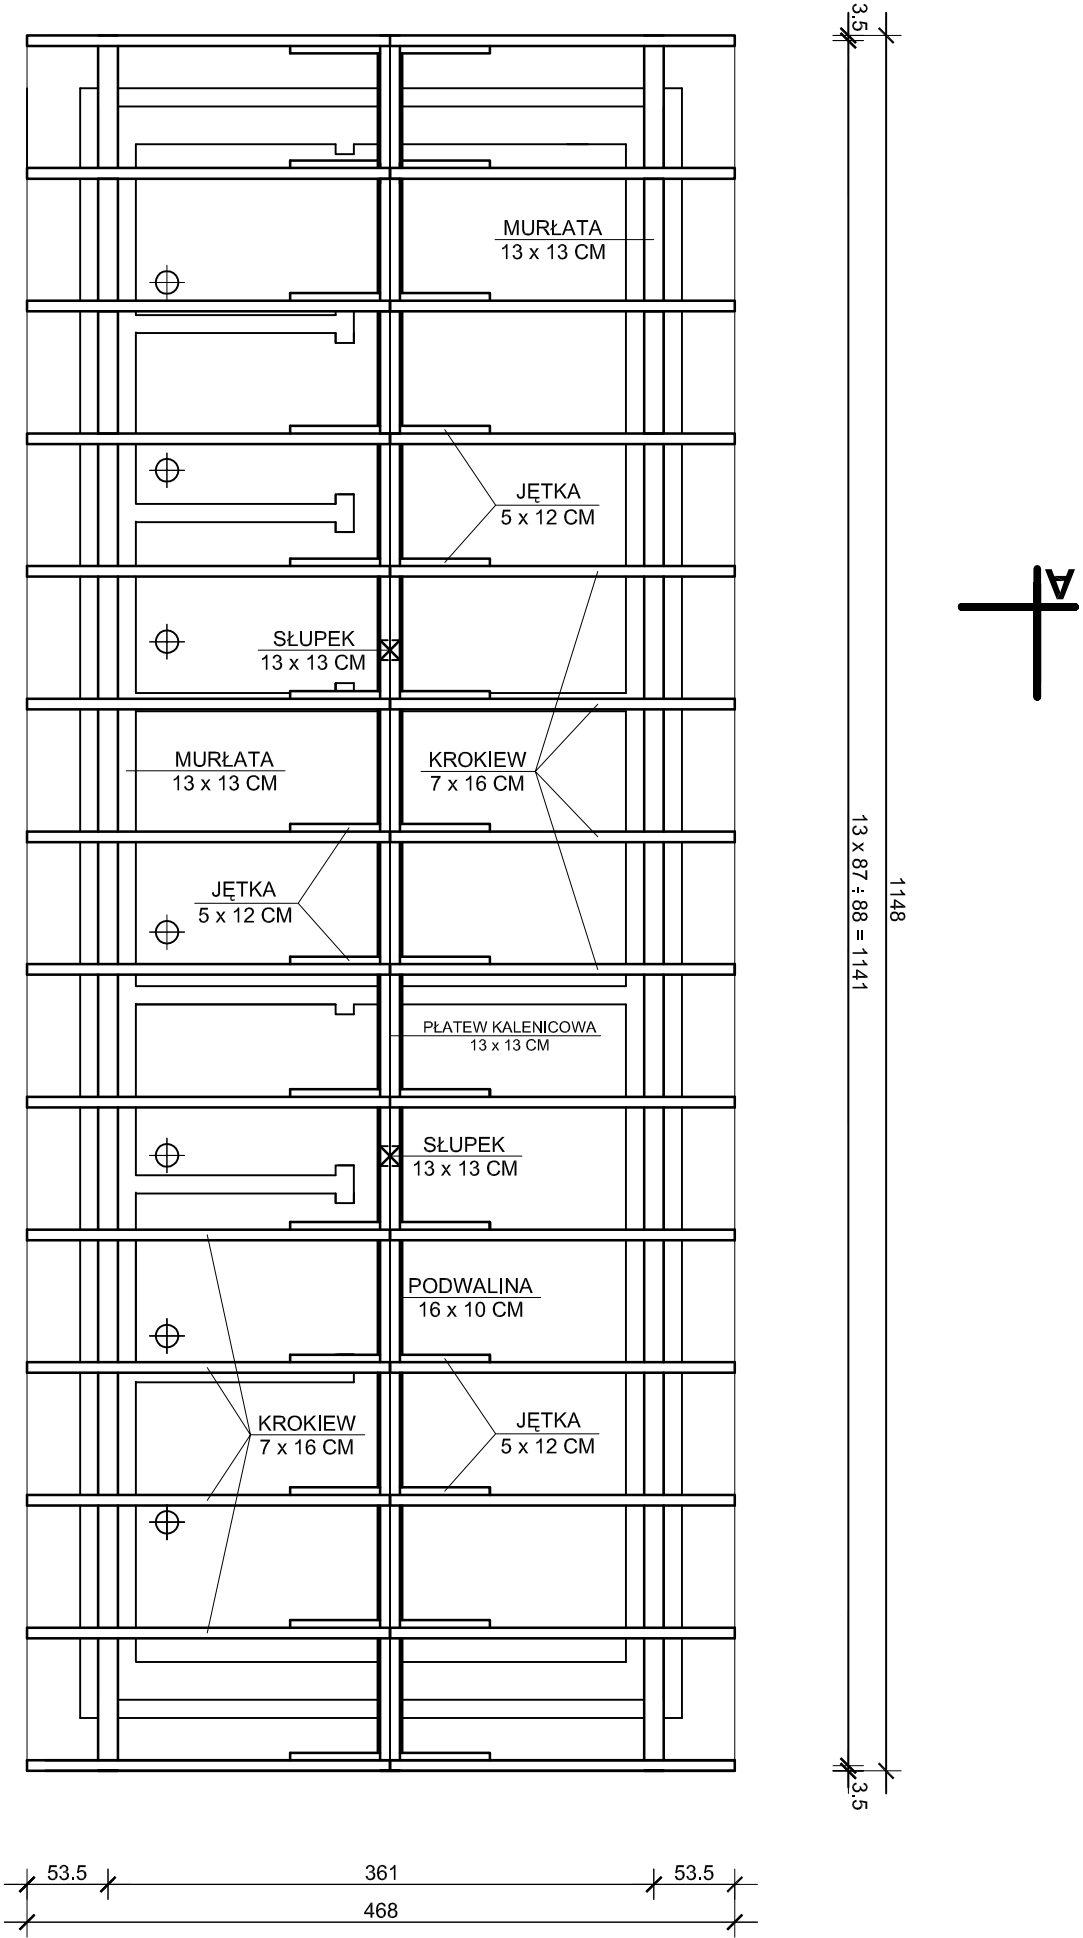 3.5
MURŁATA
13 x 13 CM
JĘTKA
5 x 12 CM
A
SŁUPEK
13 x 13 CM
MURŁATA
13 x 13 CM
KROKIEW
7 x 16 CM
JĘTKA
5 x 12 CM
13 x 87 ÷ 88 = 1141
1148
PŁATEW KALENICOWA
13 x 13 CM
SŁUPEK
13 x 13 CM
PODWALINA
16 x 10 CM
KROKIEW
7 x 16 CM
JĘTKA
5 x 12 CM
3.5
53.5 361 53.5
468